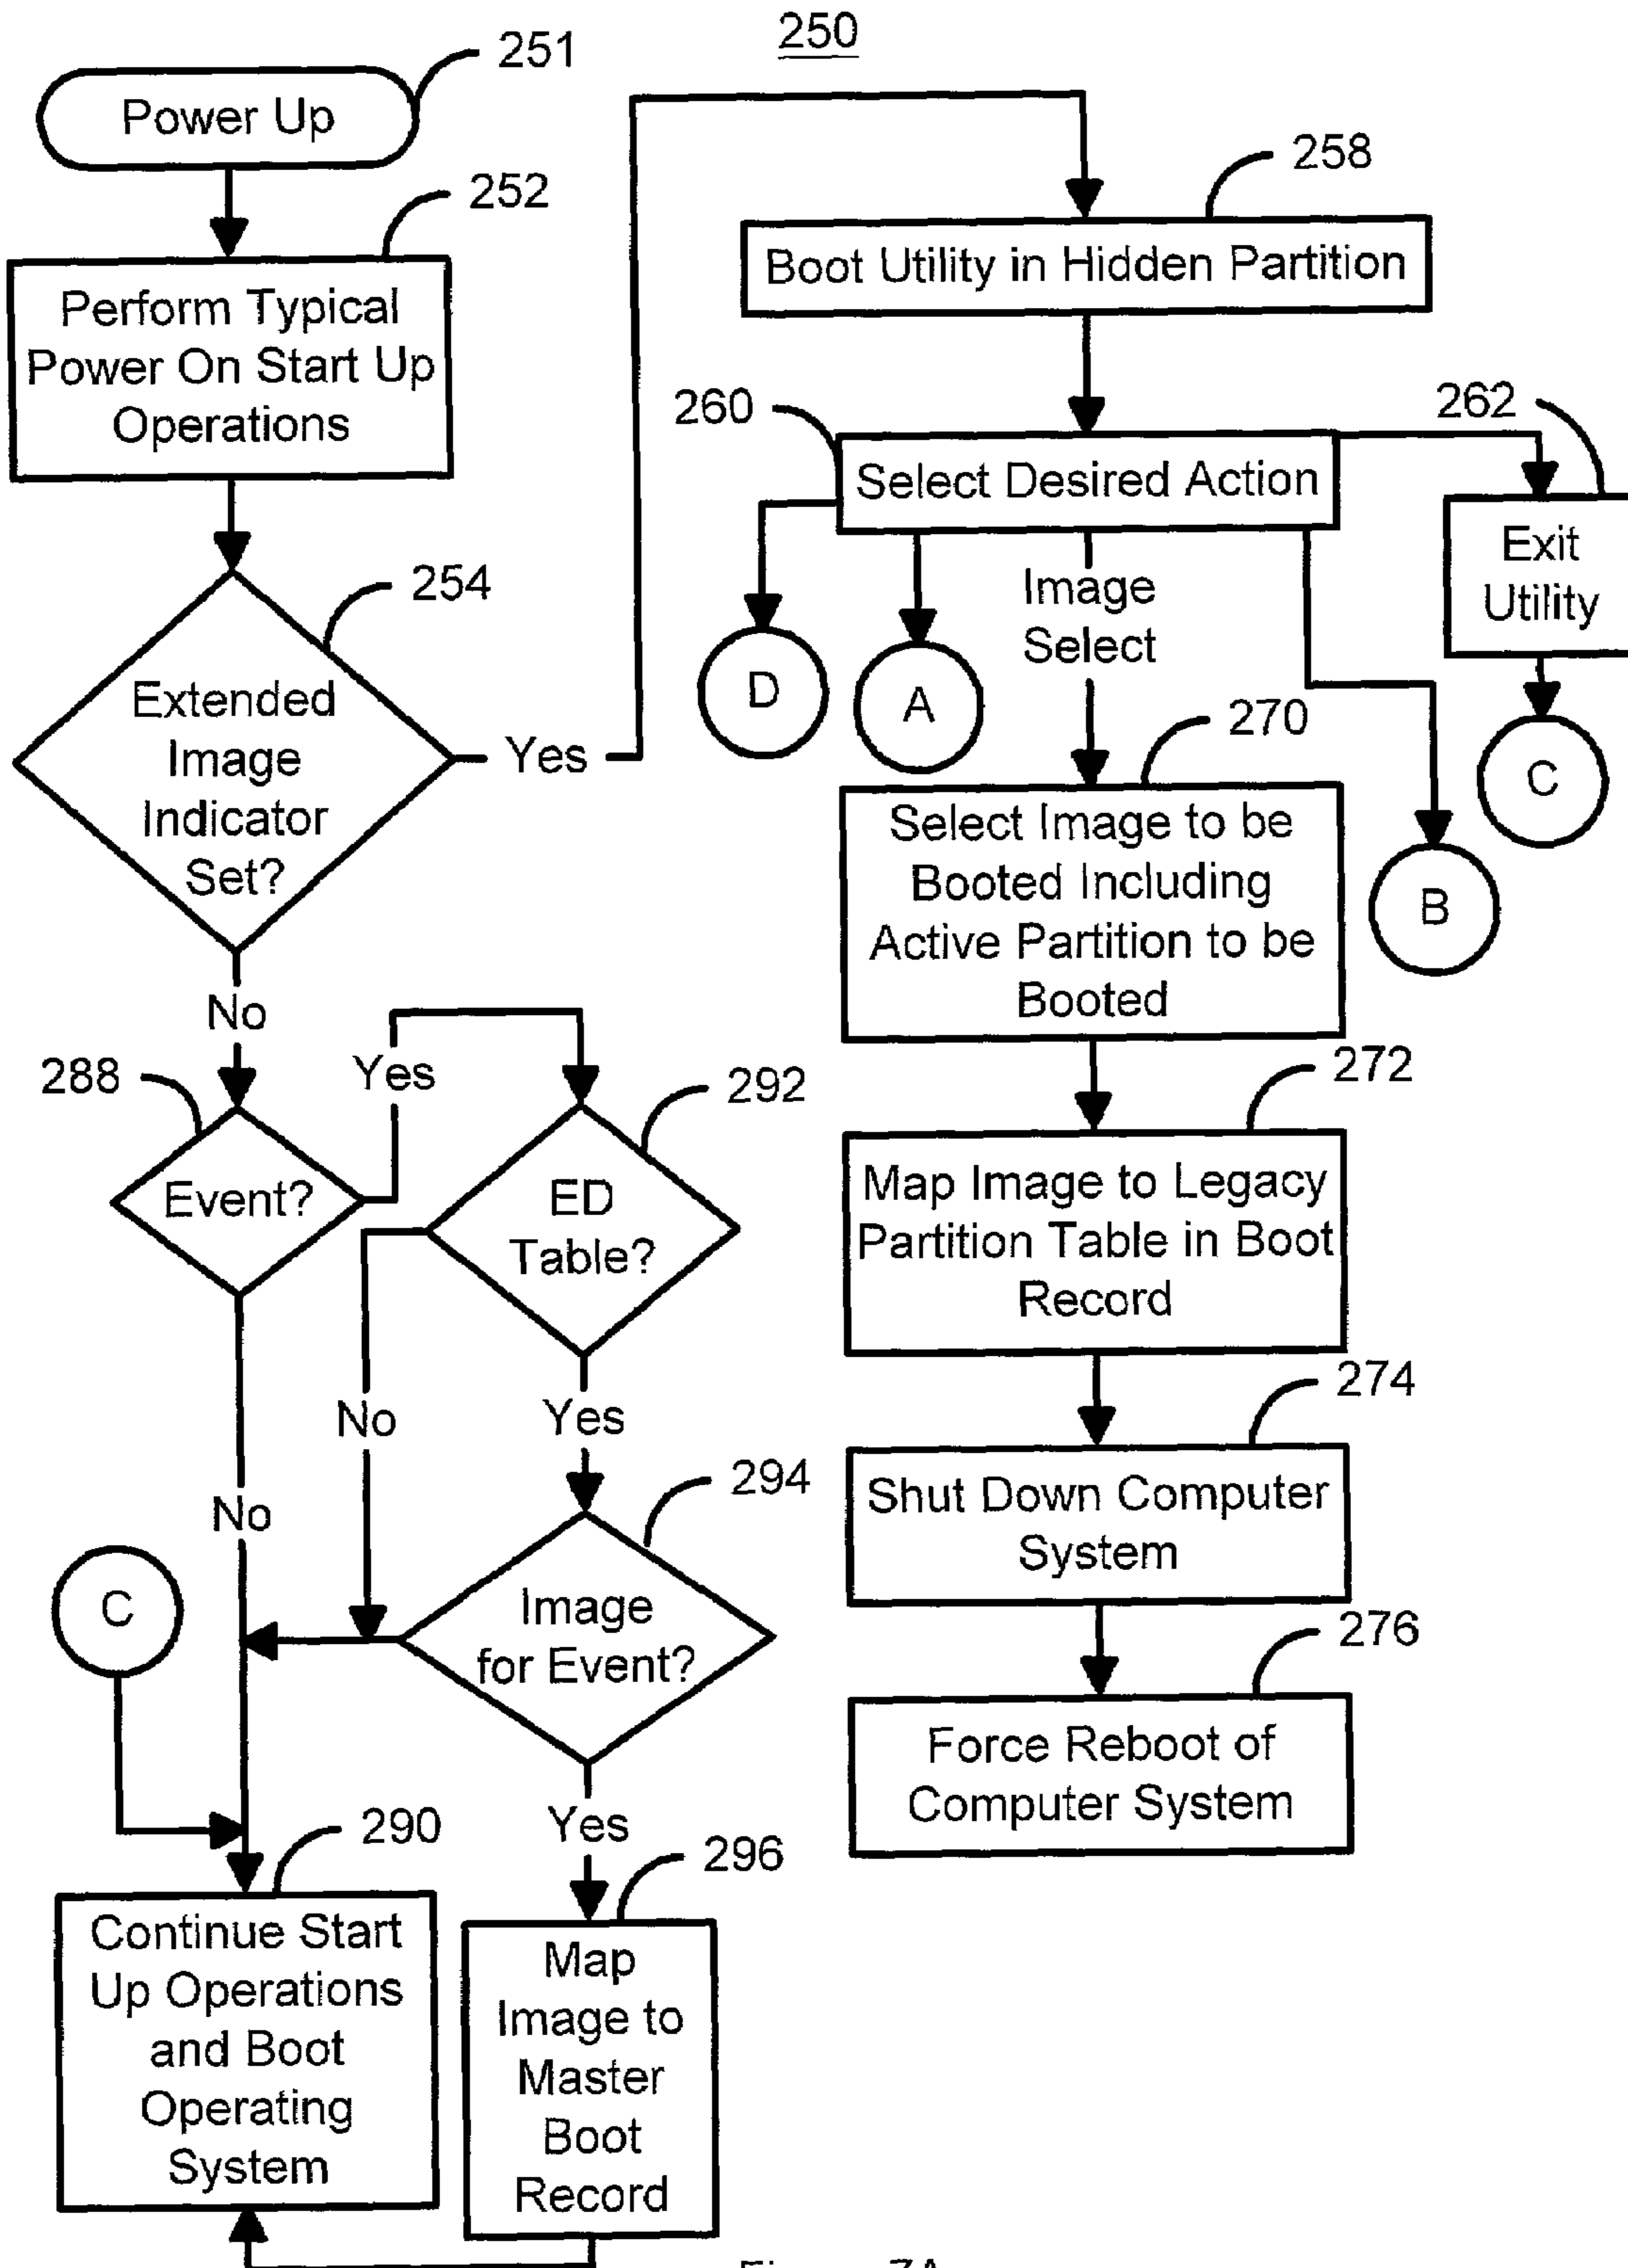 250
251
Power Up
252
Perform Typical
Power On Start Up
Operations
254
Extended
Image
Indicator
Set?
Yes
No
258
Boot Utility in Hidden Partition
260
Select Desired Action
262
Exit
Utility
D
A
Image
Select
C
B
270
Select Image to be
Booted Including
Active Partition to be
Booted
272
Map Image to Legacy
Partition Table in Boot
Record
274
Shut Down Computer
System
276
Force Reboot of
Computer System
288
Event?
Yes
No
292
ED
Table?
No
Yes
294
Image
for Event?
Yes
C
290
Continue Start
Up Operations
and Boot
Operating
System
296
Map
Image to
Master
Boot
Record